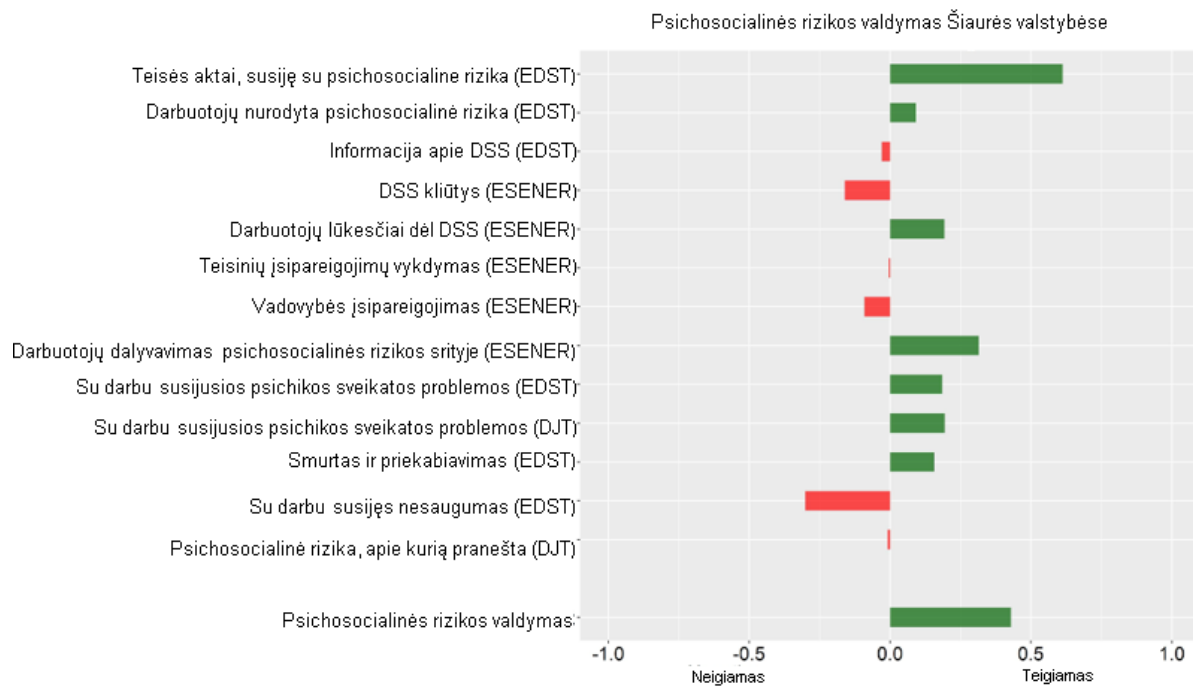 Psichosocialinės rizikos valdymas Šiaurės valstybėse
Teisės aktai, susiję su psichosocialine rizika (EDST)
Darbuotojų nurodyta psichosocialinė rizika (EDST)
Informacija apie DSS (EDST)
DSS kliūtys (ESENER)
Darbuotojų lūkesčiai dėl DSS (ESENER)
Teisinių įsipareigojimų vykdymas (ESENER)
Vadovybės įsipareigojimas (ESENER)
Darbuotojų dalyvavimas psichosocialinės rizikos srityje (ESENER)
Su darbu susijusios psichikos sveikatos problemos (EDST)
Su darbu susijusios psichikos sveikatos problemos (DJT)
Smurtas ir priekabiavimas (EDST)
Su darbu susijęs nesaugumas (EDST)
Psichosocialinė rizika, apie kurią pranešta (DJT)
Psichosocialinės rizikos valdymas
-1.0 -0.5 0.0 0.5 1.0
Neigiamas Teigiamas